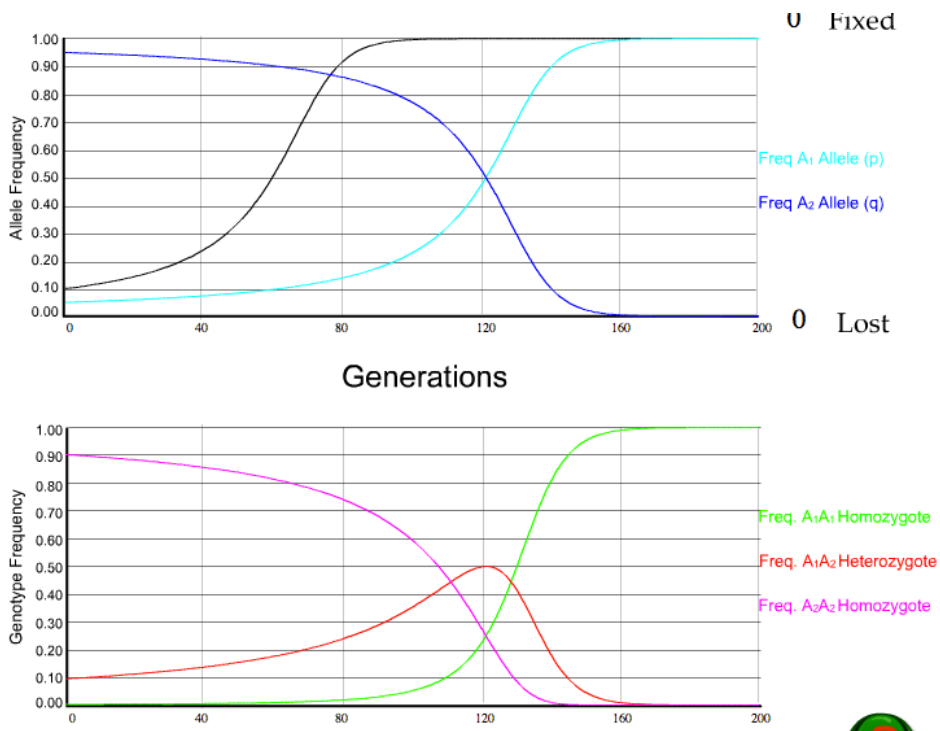 0 Fixed
1.00
0.90
0.80
0.70
0.60
0.50
0.40
0.30
0.20
0.10
0.00
Allele Frequency
Freq A₁ Allele (p)
Freq A₂ Allele (q)
0 40 80 120 160 200
0 Lost
Generations
1.00
0.90
0.80
0.70
0.60
0.50
0.40
0.30
0.20
0.10
0.00
Genotype Frequency
Freq. A₁A₁ Homozygote
Freq. A₁A₂ Heterozygote
Freq. A₂A₂ Homozygote
0 40 80 120 160 200